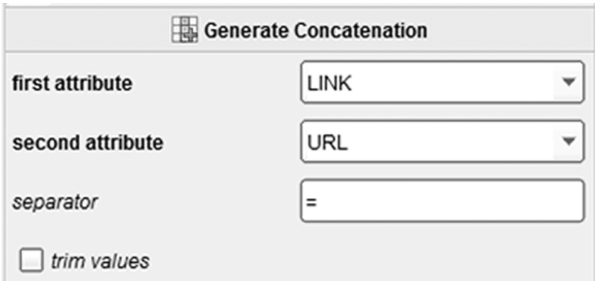 Generate Concatenation
first attribute LINK
second attribute URL
separator =
trim values